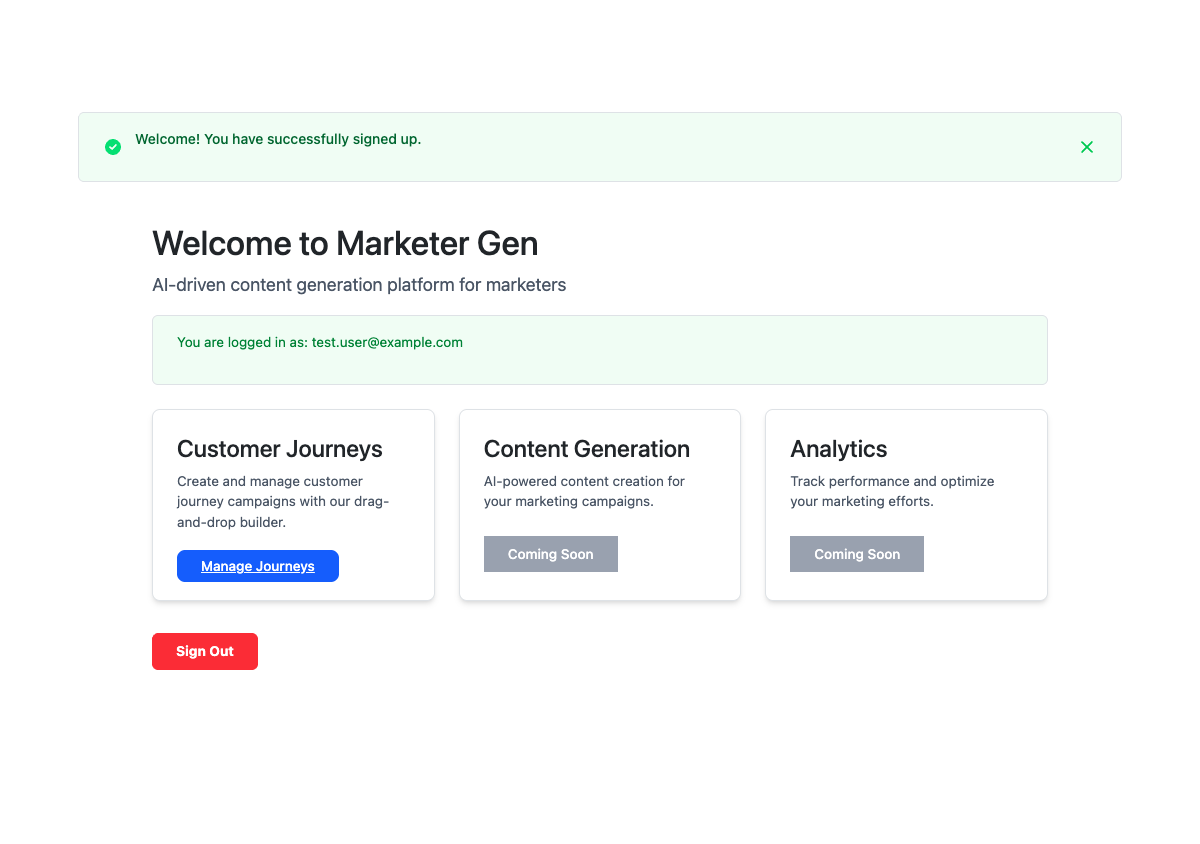 Welcome! You have successfully signed up.
Welcome to Marketer Gen
AI-driven content generation platform for marketers
You are logged in as: test.user@example.com
Customer Journeys
Create and manage customer
journey campaigns with our drag-
and-drop builder.
Manage Journeys
Content Generation
AI-powered content creation for
your marketing campaigns.
Coming Soon
Analytics
Track performance and optimize
your marketing efforts.
Coming Soon
Sign Out